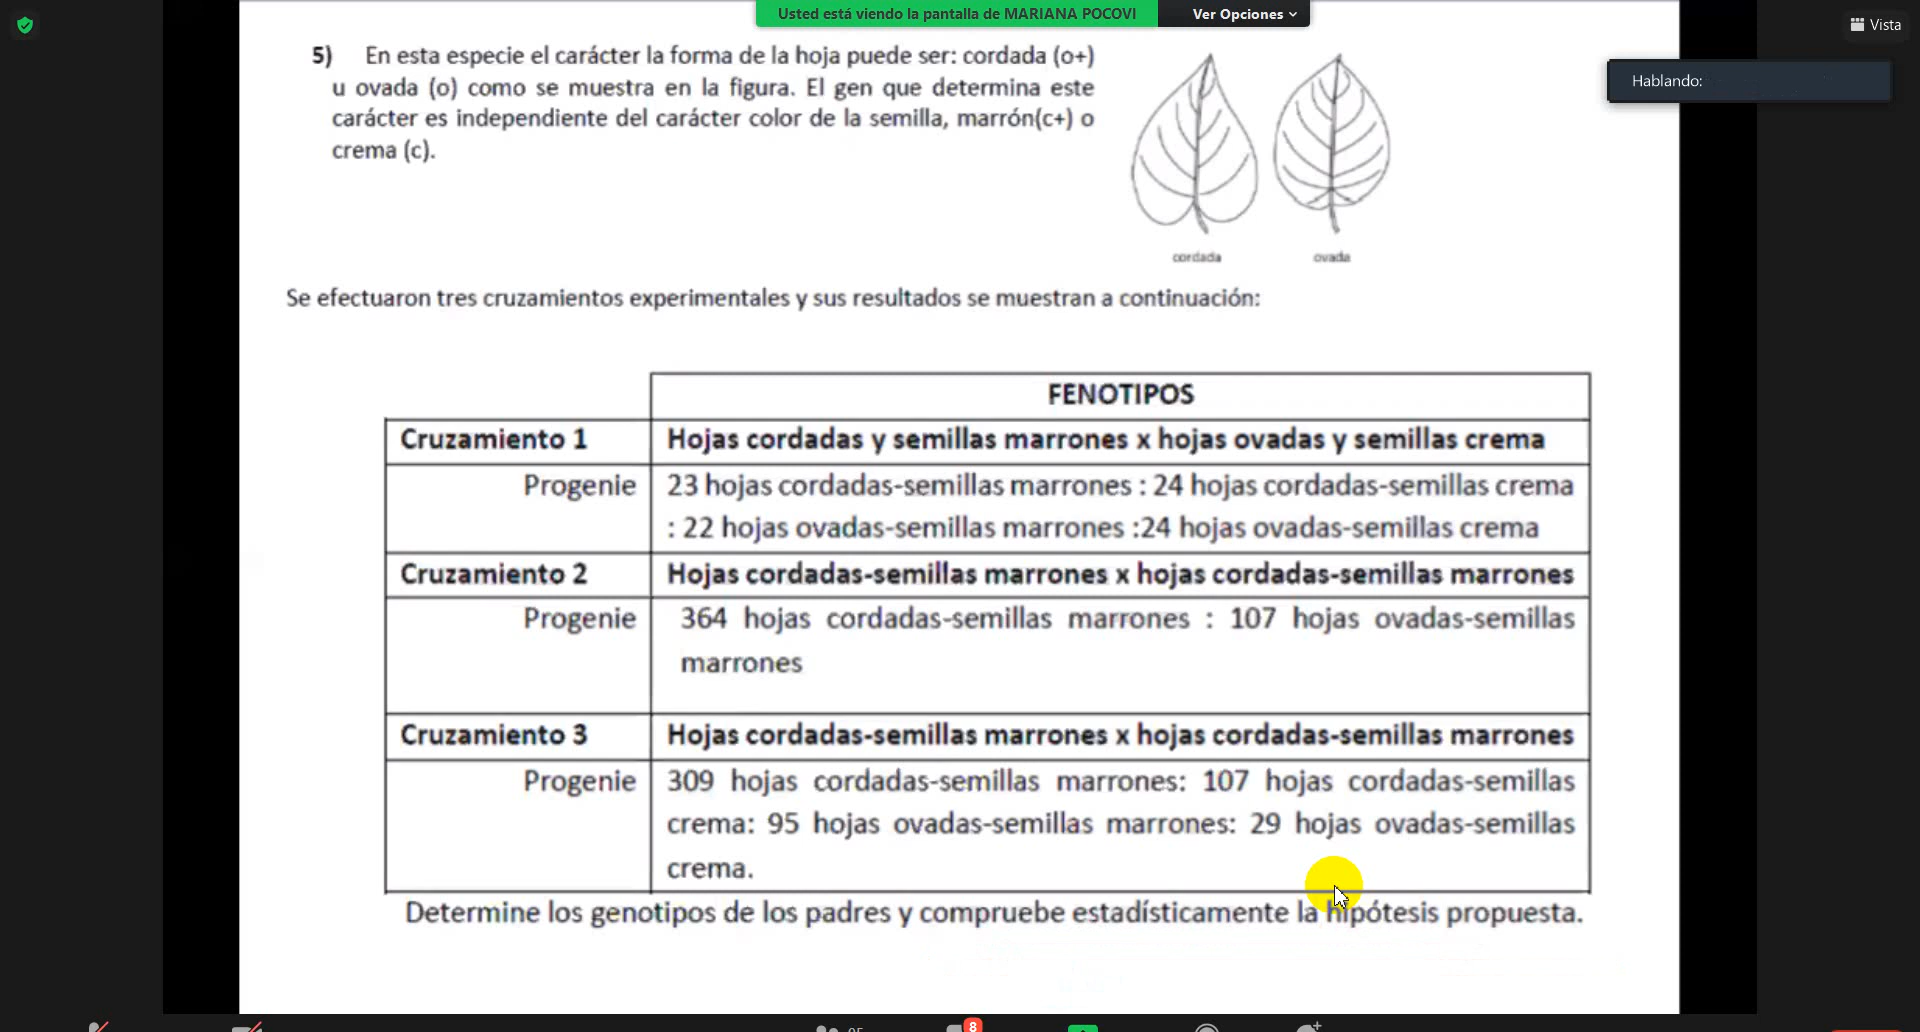 Usted está viendo la pantalla de MARIANA POCOVI
Ver Opciones
Vista
Hablando:
5) En esta especie el carácter la forma de la hoja puede ser: cordada (o+)
u ovada (o) como se muestra en la figura. El gen que determina este
carácter es independiente del carácter color de la semilla, marrón(c+) o
crema (c).
cordada
ovada
Se efectuaron tres cruzamientos experimentales y sus resultados se muestran a continuación:
FENOTIPOS
Cruzamiento 1
Hojas cordadas y semillas marrones x hojas ovadas y semillas crema
Progenie
23 hojas cordadas-semillas marrones : 24 hojas cordadas-semillas crema
: 22 hojas ovadas-semillas marrones :24 hojas ovadas-semillas crema
Cruzamiento 2
Hojas cordadas-semillas marrones x hojas cordadas-semillas marrones
Progenie
364 hojas cordadas-semillas marrones : 107 hojas ovadas-semillas
marrones
Cruzamiento 3
Hojas cordadas-semillas marrones x hojas cordadas-semillas marrones
Progenie
309 hojas cordadas-semillas marrones: 107 hojas cordadas-semillas
crema: 95 hojas ovadas-semillas marrones: 29 hojas ovadas-semillas
crema.
Determine los genotipos de los padres y compruebe estadísticamente la hipótesis propuesta.
8